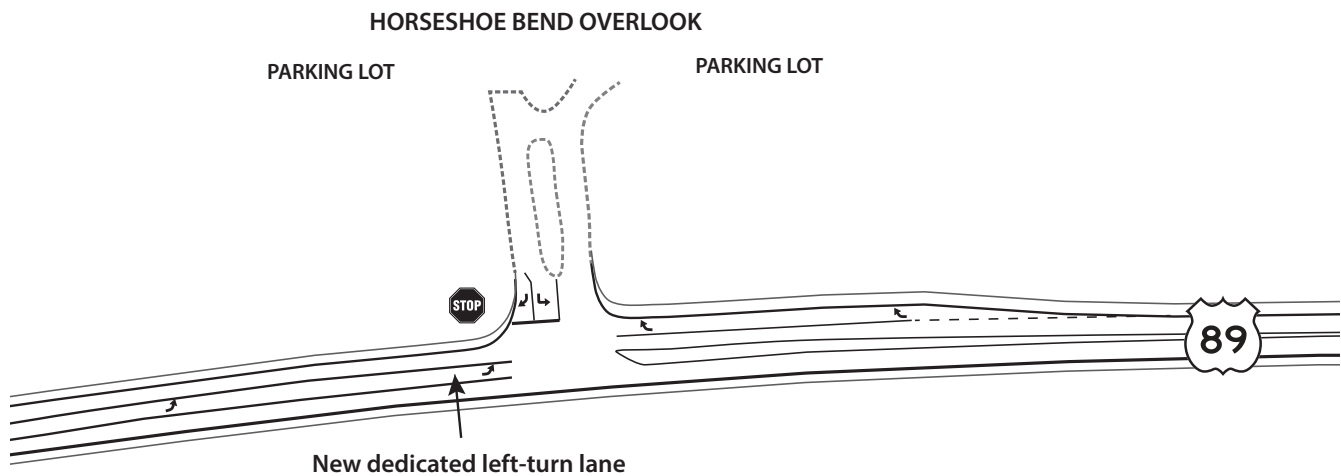 HORSESHOE BEND OVERLOOK
PARKING LOT
PARKING LOT
STOP
89
New dedicated left-turn lane